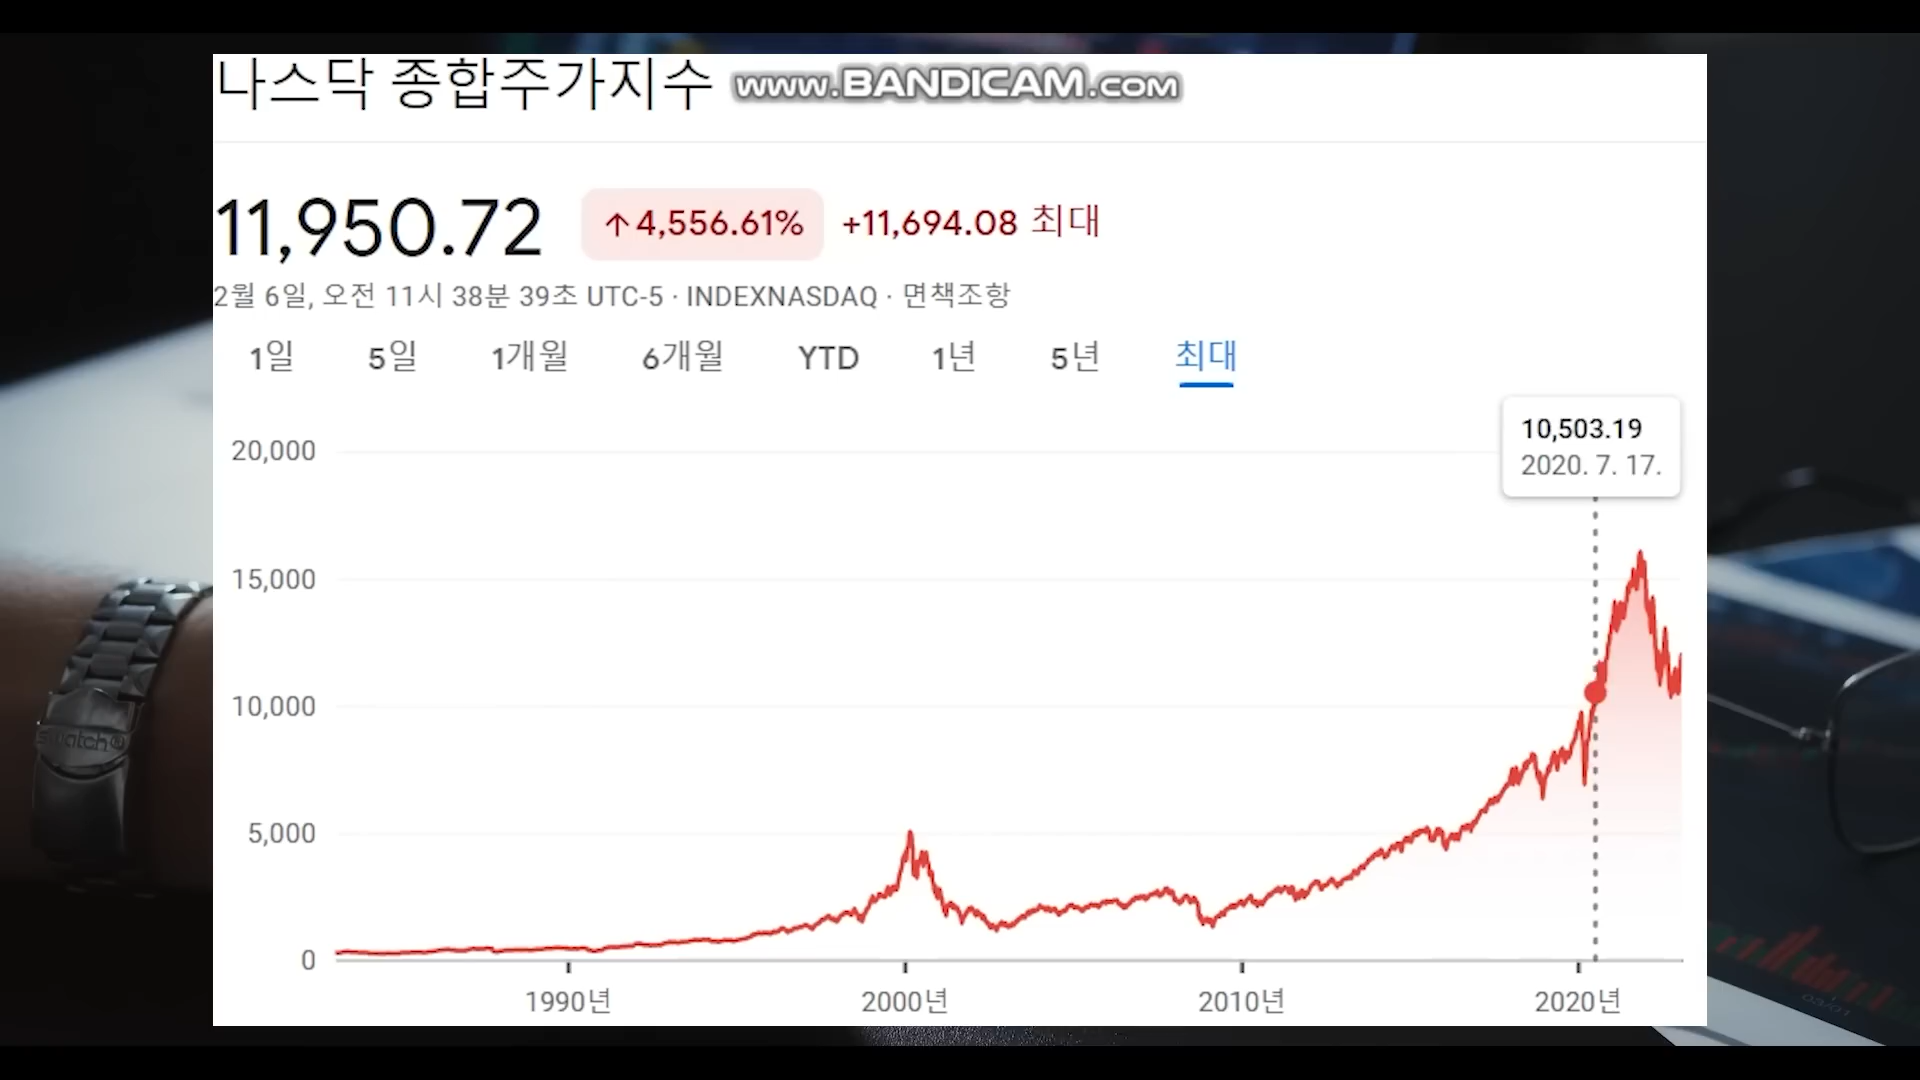 나스닥 종합주가지수 www.BANDICAM.com
11,950.72 ↑4,556.61% +11,694.08 최대
2월 6일, 오전 11시 38분 39초 UTC-5 · INDEXNASDAQ · 면책조항
1일 5일 1개월 6개월 YTD 1년 5년 최대
10,503.19
2020. 7. 17.
20,000
15,000
10,000
5,000
0
1990년 2000년 2010년 2020년
swatch®
03/01